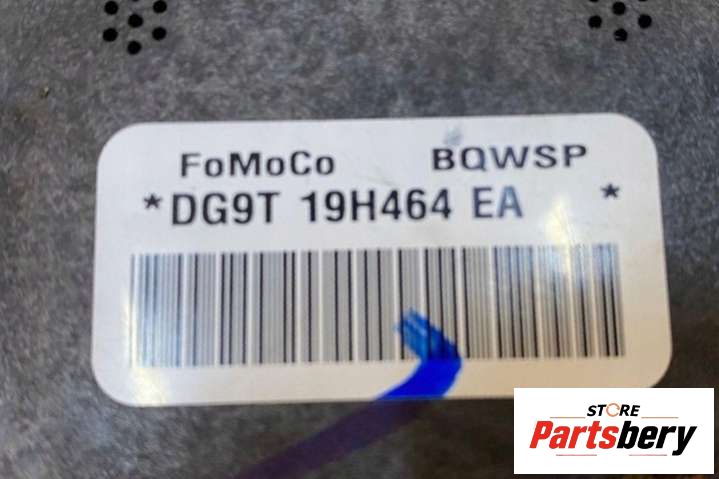 FoMoCo BQWSP
*DG9T 19H464 EA *
STORE
Partsbery